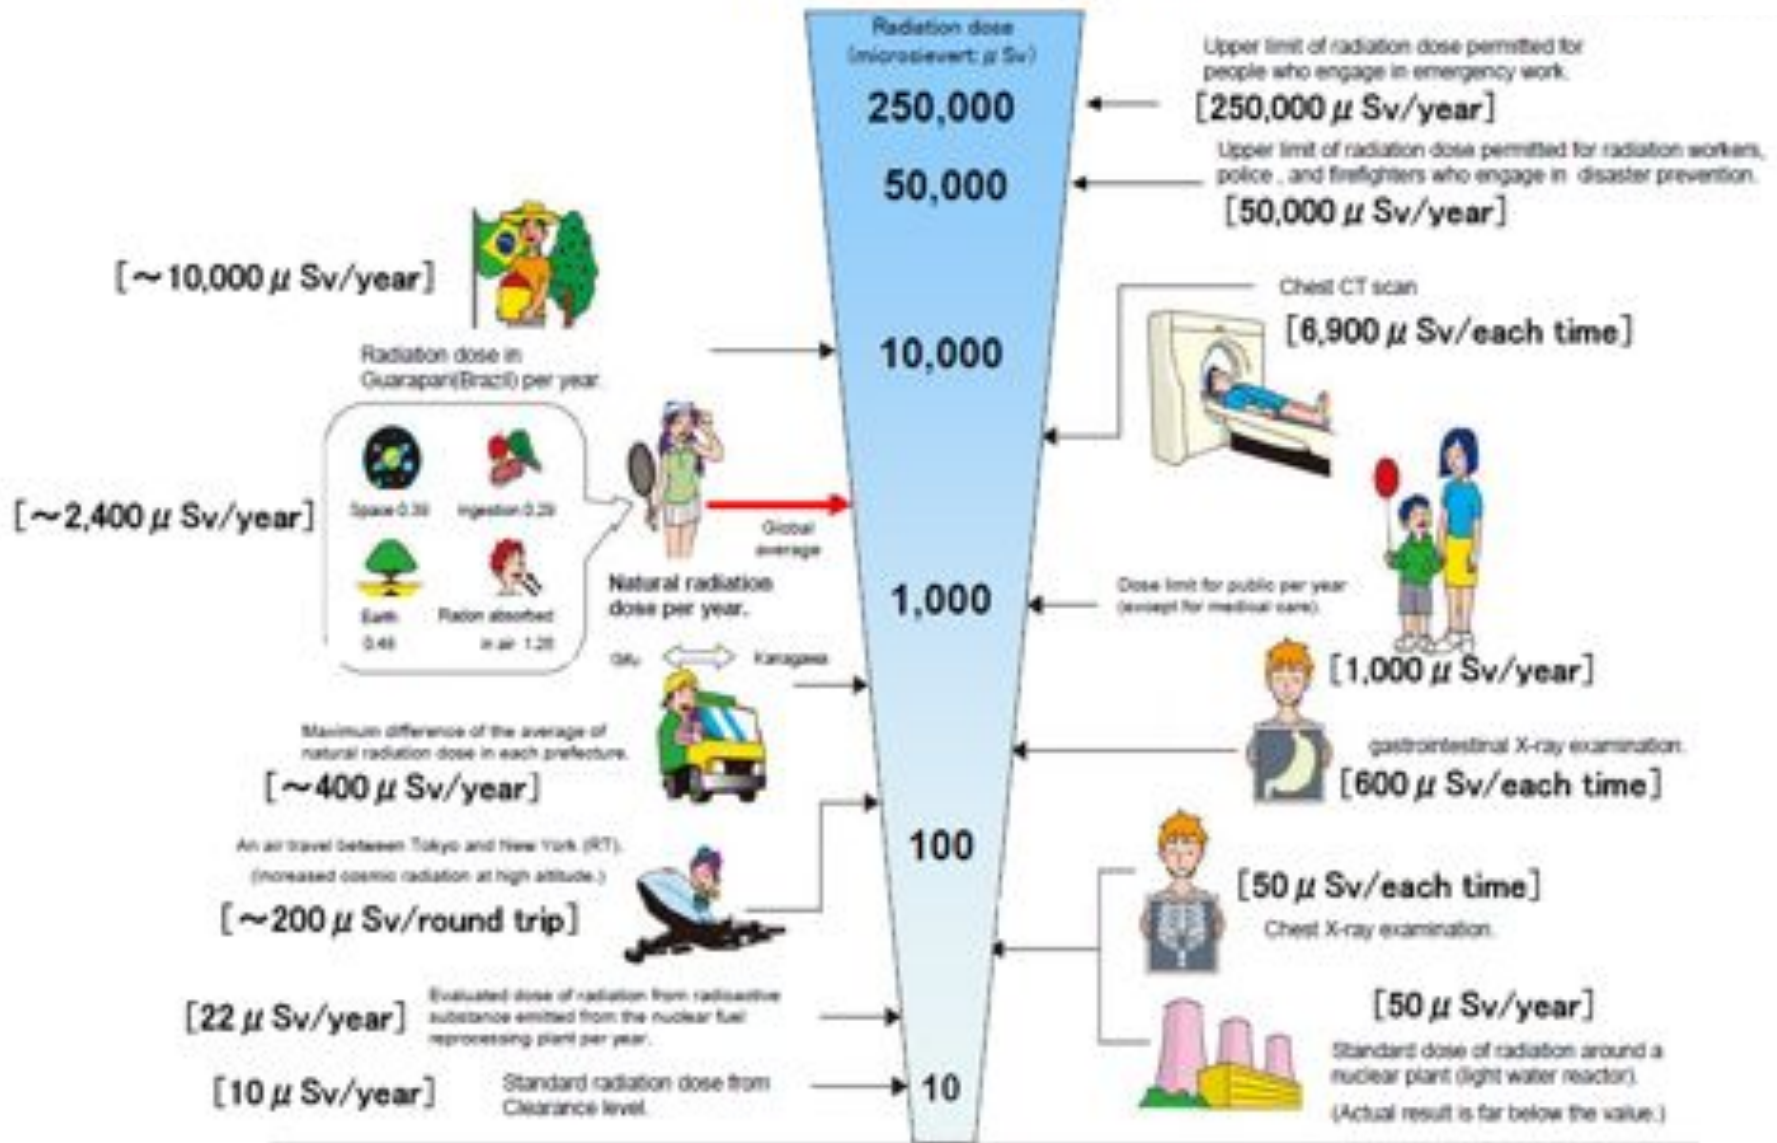 Radiation dose
(microsievert: μ Sv)
250,000
50,000
10,000
1,000
100
10
Upper limit of radiation dose permitted for
people who engage in emergency work.
[250,000 μ Sv/year]
Upper limit of radiation dose permitted for radiation workers,
police , and firefighters who engage in disaster prevention.
[50,000 μ Sv/year]
[~10,000 μ Sv/year]
Radiation dose in
Guarapari(Brazil) per year.
Chest CT scan
[6,900 μ Sv/each time]
[~2,400 μ Sv/year]
Space Ingestion 0.29
Earth Radon absorbed
in air
Global
average
Natural radiation
dose per year.
Dose limit for public per year
(except for medical care).
[1,000 μ Sv/year]
Gifu Kanagawa
Maximum difference of the average of
natural radiation dose in each prefecture.
[~400 μ Sv/year]
gastrointestinal X-ray examination.
[600 μ Sv/each time]
An air travel between Tokyo and New York (RT).
(Increased cosmic radiation at high altitude.)
[~200 μ Sv/round trip]
[50 μ Sv/each time]
Chest X-ray examination.
[22 μ Sv/year]
Evaluated dose of radiation from radioactive
substance emitted from the nuclear fuel
reprocessing plant per year.
[50 μ Sv/year]
Standard dose of radiation around a
nuclear plant (light water reactor).
(Actual result is far below the value.)
[10 μ Sv/year]
Standard radiation dose from
Clearance level.